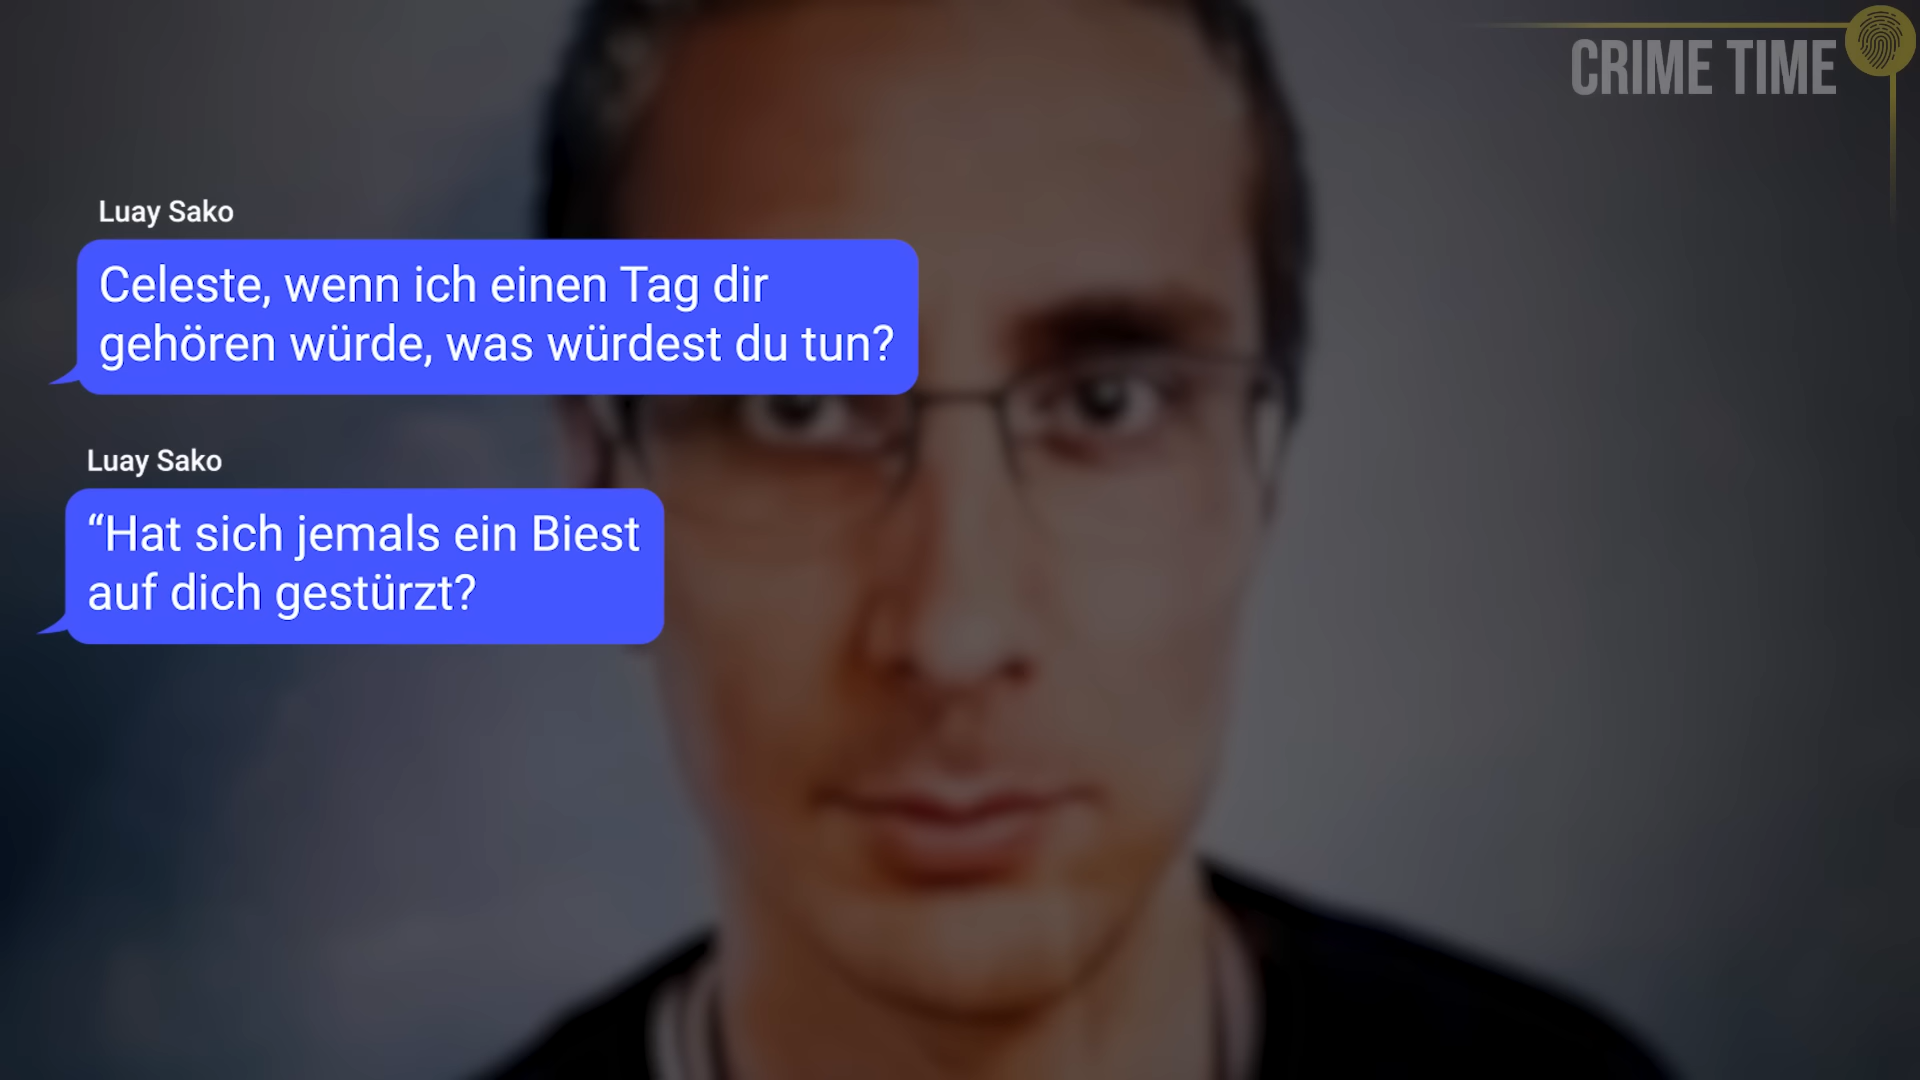 CRIME TIME
Luay Sako
Celeste, wenn ich einen Tag dir
gehören würde, was würdest du tun?
Luay Sako
“Hat sich jemals ein Biest
auf dich gestürzt?